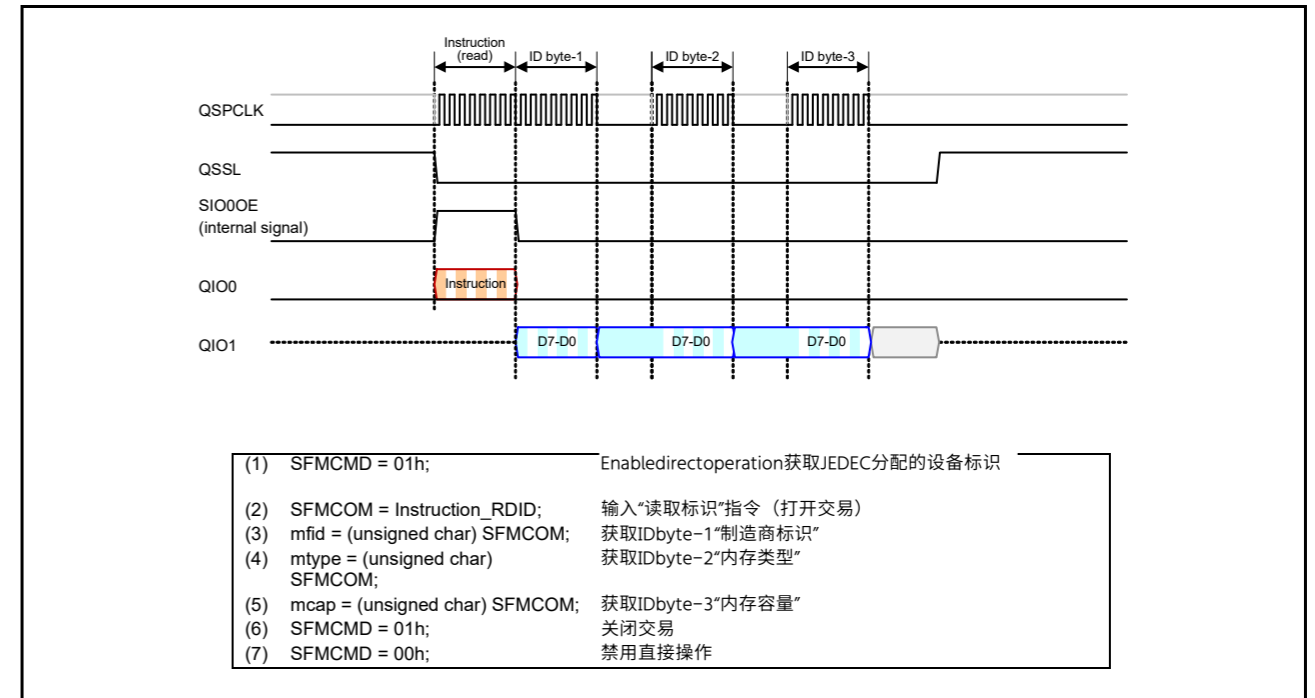 Instruction
(read)
ID byte-1
ID byte-2
ID byte-3
QSPCLK
QSSL
SIO0OE
(internal signal)
QIO0
Instruction
QIO1
D7-D0
D7-D0
D7-D0
(1) SFMCMD = 01h; Enabledirectoperation获取JEDEC分配的设备标识
(2) SFMCOM = Instruction_RDID; 输入“读取标识”指令（打开交易）
(3) mfid = (unsigned char) SFMCOM; 获取IDbyte−1“制造商标识”
(4) mtype = (unsigned char) 获取IDbyte−2“内存类型”
SFMCOM;
(5) mcap = (unsigned char) SFMCOM; 获取IDbyte−3“内存容量”
(6) SFMCMD = 01h; 关闭交易
(7) SFMCMD = 00h; 禁用直接操作